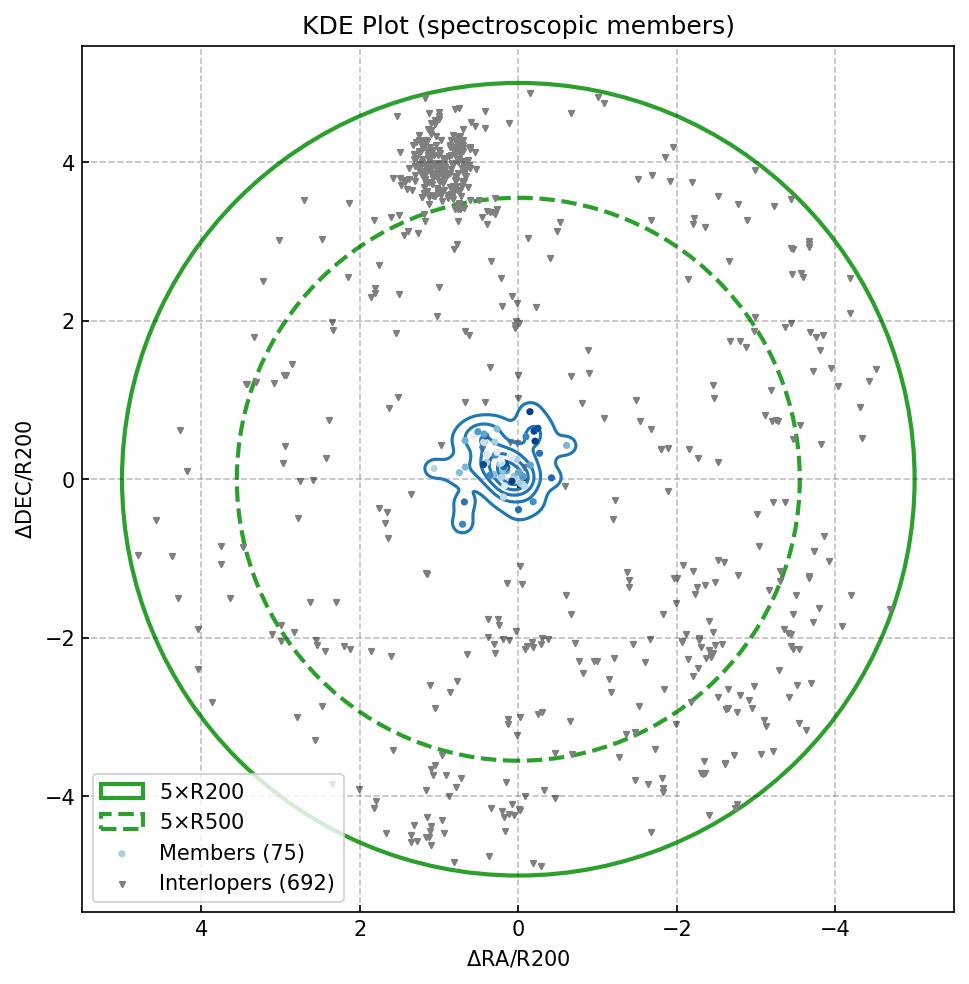 KDE Plot (spectroscopic members)
ΔDEC/R200
4
2
0
−2
−4
5×R200
5×R500
Members (75)
Interlopers (692)
4
2
0
−2
−4
ΔRA/R200